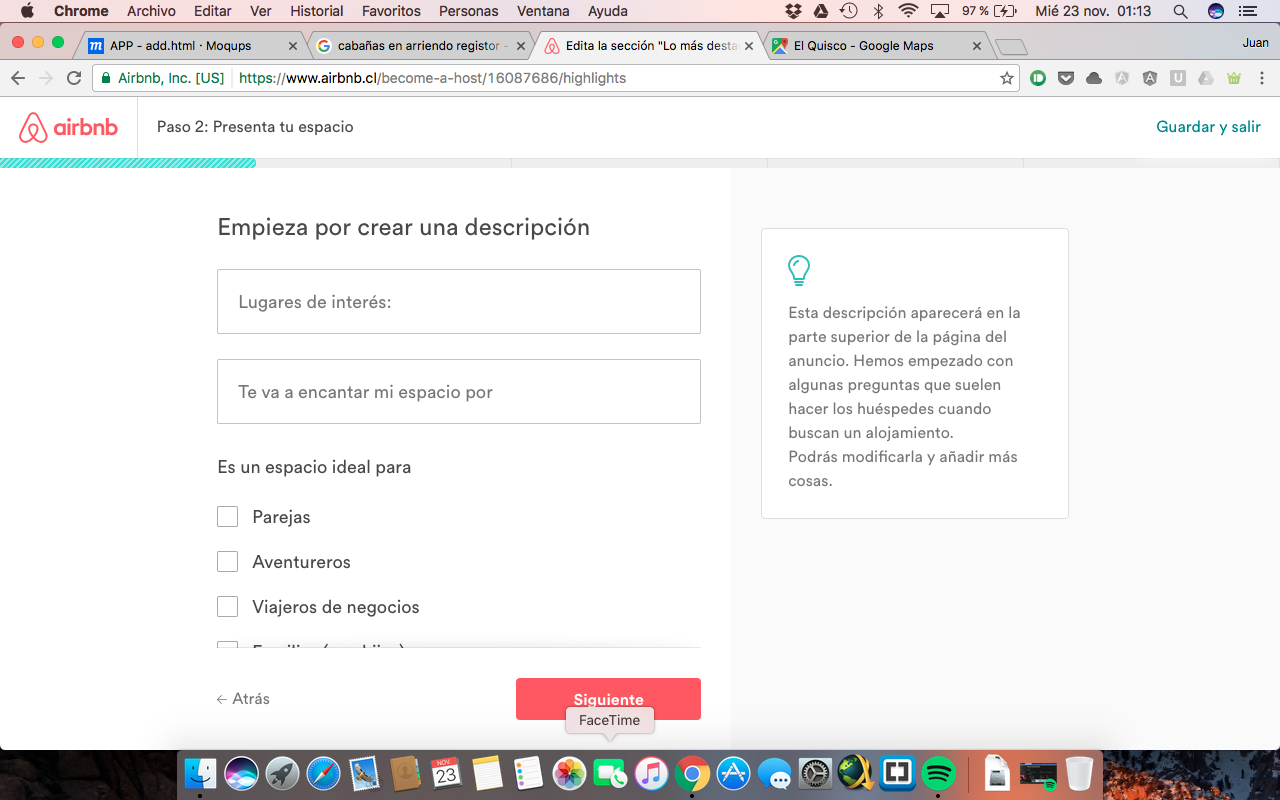 Chrome Archivo Editar Ver Historial Favoritos Personas Ventana Ayuda 97 % Mié 23 nov. 01:13
APP - add.html · Moqups cabañas en arriendo registor - Edita la sección "Lo más desta El Quisco - Google Maps Juan
Airbnb, Inc. [US] https://www.airbnb.cl/become-a-host/16087686/highlights
airbnb Paso 2: Presenta tu espacio Guardar y salir
Empieza por crear una descripción
Lugares de interés:
Te va a encantar mi espacio por
Es un espacio ideal para
Parejas
Aventureros
Viajeros de negocios
Esta descripción aparecerá en la
parte superior de la página del
anuncio. Hemos empezado con
algunas preguntas que suelen
hacer los huéspedes cuando
buscan un alojamiento.
Podrás modificarla y añadir más
cosas.
← Atrás Siguiente
FaceTime
NOV
23